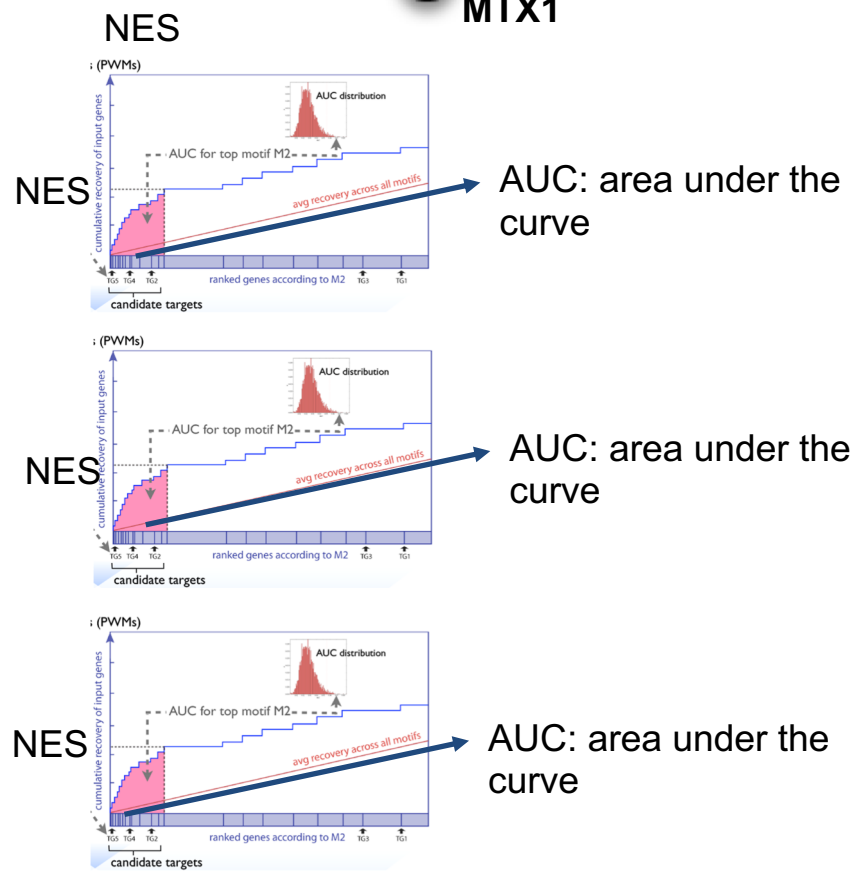 MTX1
NES
; (PWMs)
cumulative recovery of input genes
AUC distribution
AUC for top motif M2
NES
avg recovery across all motifs
AUC: area under the
curve
TG5 TG4 TG2 ranked genes according to M2 TG3 TG1
candidate targets
; (PWMs)
cumulative recovery of input genes
AUC distribution
AUC for top motif M2
NES
avg recovery across all motifs
AUC: area under the
curve
TG5 TG4 TG2 ranked genes according to M2 TG3 TG1
candidate targets
; (PWMs)
cumulative recovery of input genes
AUC distribution
AUC for top motif M2
NES
avg recovery across all motifs
AUC: area under the
curve
TG5 TG4 TG2 ranked genes according to M2 TG3 TG1
candidate targets